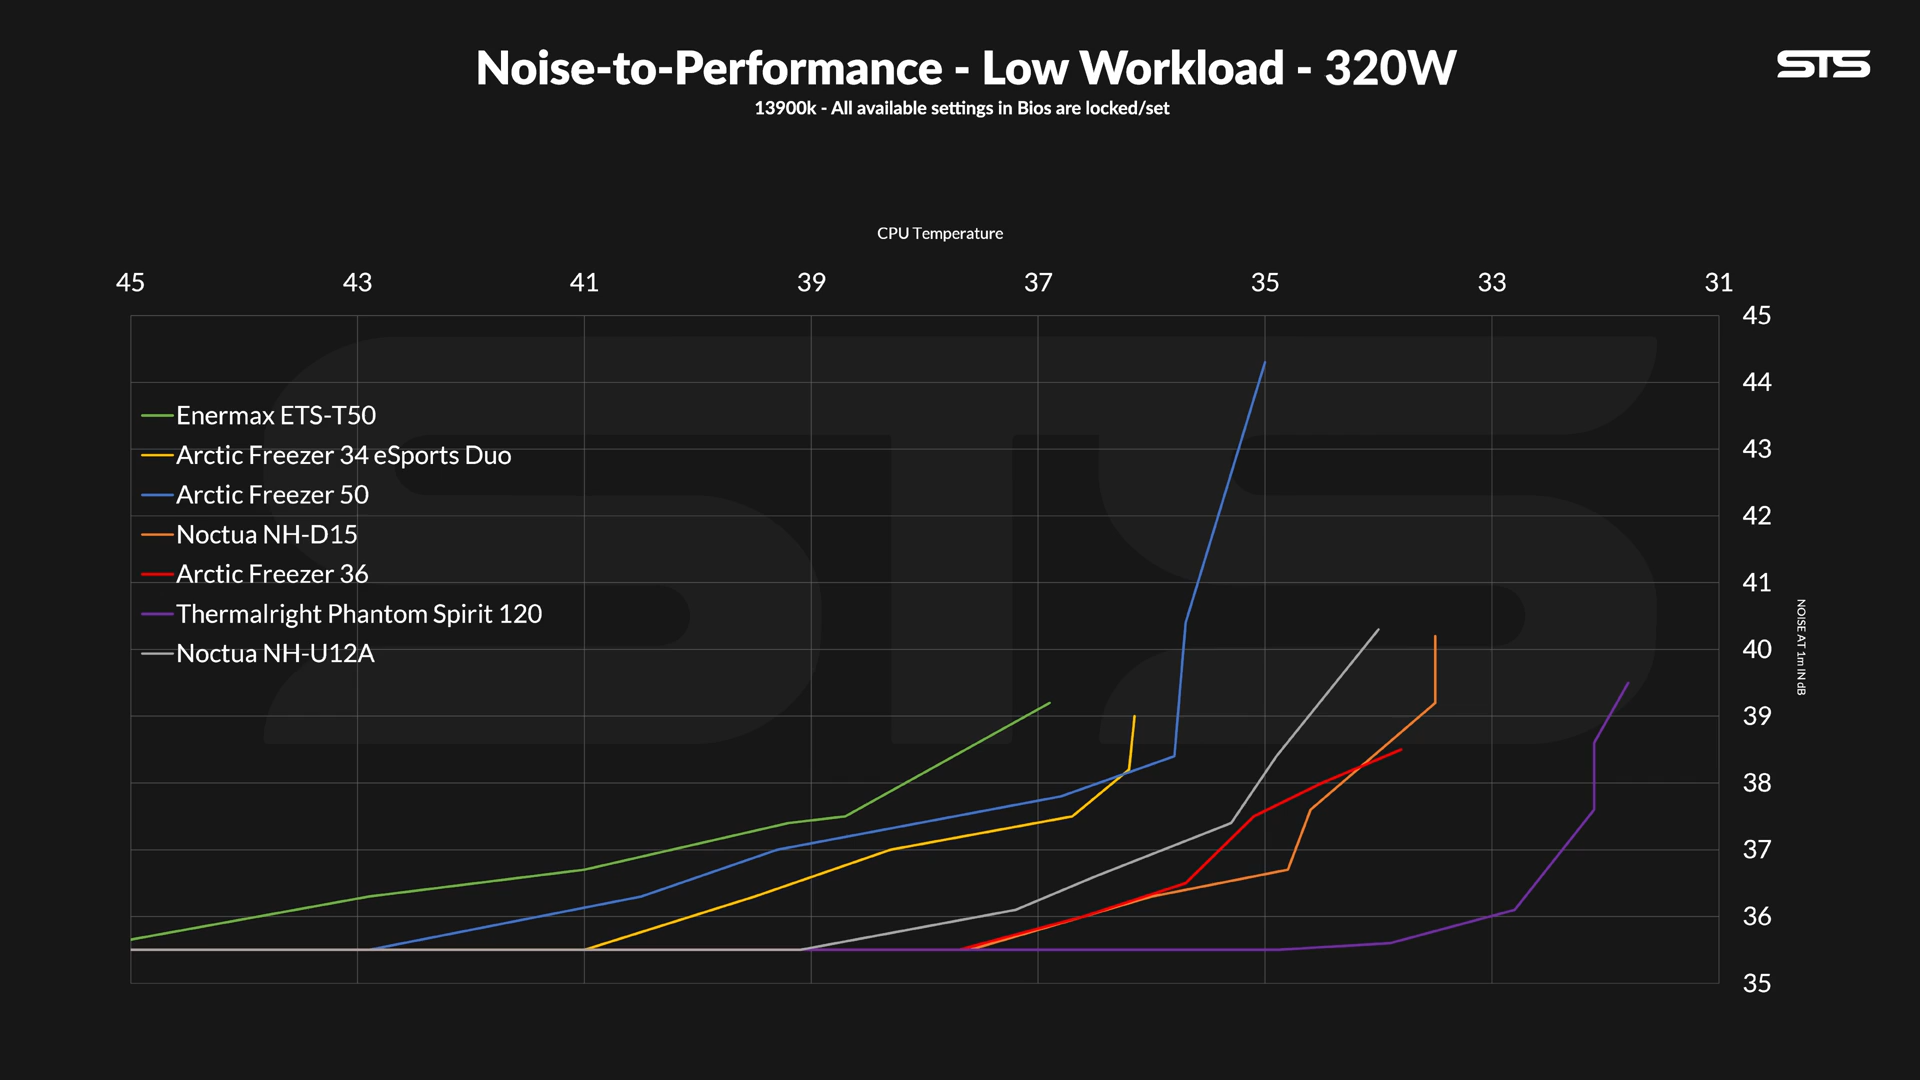 Noise-to-Performance - Low Workload - 320W
STS
13900k - All available settings in Bios are locked/set
CPU Temperature
45 43 41 39 37 35 33 31
45
44
43
42
41
40
39
38
37
36
35
Enermax ETS-T50
Arctic Freezer 34 eSports Duo
Arctic Freezer 50
Noctua NH-D15
Arctic Freezer 36
Thermalright Phantom Spirit 120
Noctua NH-U12A
NOISE AT 1m IN dB
STS